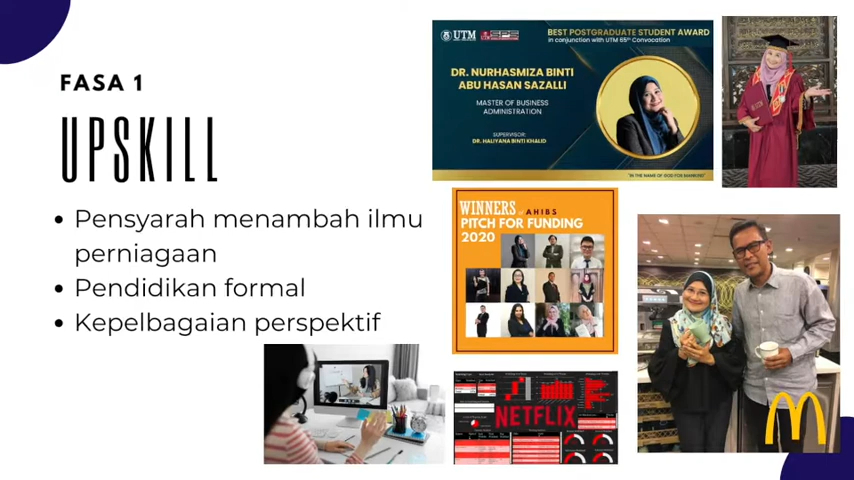 FASA 1
UPSKILL
• Pensyarah menambah ilmu
perniagaan
• Pendidikan formal
• Kepelbagaian perspektif
UTM
BEST POSTGRADUATE STUDENT AWARD
in conjunction with UTM 65th Convocation
DR. NURHASMIZA BINTI
ABU HASAN SAZALLI
MASTER OF BUSINESS
ADMINISTRATION
SUPERVISOR:
DR. HALIYANA BINTI KHALID
"IN THE NAME OF GOD FOR MANKIND"
WINNERS of AHIBS
PITCH FOR FUNDING
2020
NETFLIX